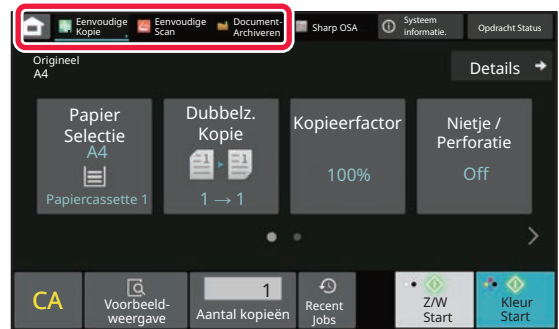 Eenvoudige Kopie
Eenvoudige Scan
Document- Archiveren
Sharp OSA
Systeem informatie.
Opdracht Status
Origineel
A4
Details
Papier Selectie
A4
Papiercassette 1
Dubbelz. Kopie
1 1
1 → 1
Kopieerfactor
100%
Nietje / Perforatie
Off
CA
Voorbeeld- weergave
1
Aantal kopieën
Recent Jobs
Z/W Start
Kleur Start